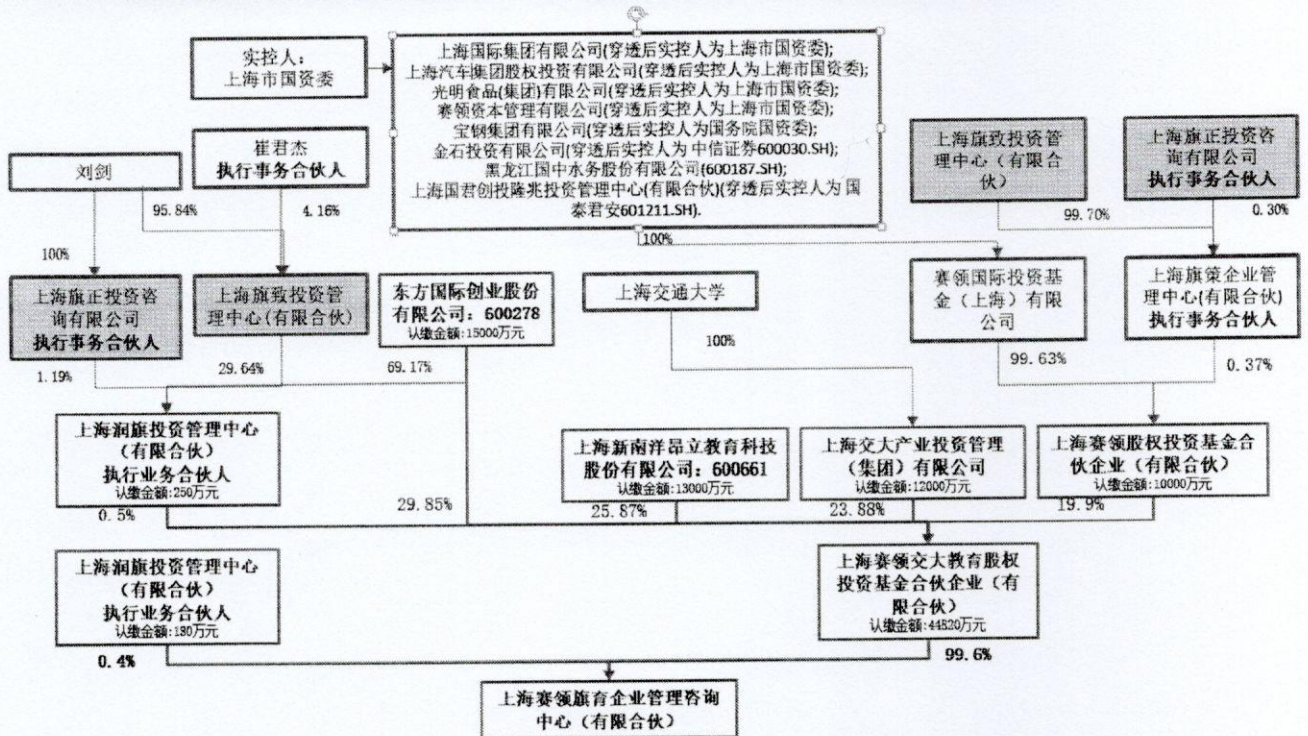 实控人：
上海市国资委
上海国际集团有限公司(穿透后实控人为上海市国资委);
上海汽车集团股权投资有限公司(穿透后实控人为上海市国资委);
光明食品(集团)有限公司(穿透后实控人为上海市国资委);
赛领资本管理有限公司(穿透后实控人为上海市国资委);
宝钢集团有限公司(穿透后实控人为国务院国资委);
金石投资有限公司(穿透后实控人为 中信证券600030.SH);
黑龙江国中水务股份有限公司(600187.SH);
上海国君创投隆兆投资管理中心(有限合伙)(穿透后实控人为 国
泰君安601211.SH).
刘剑
崔君杰
执行事务合伙人
上海旗致投资管
理中心（有限合
伙）
上海旗正投资咨
询有限公司
执行事务合伙人
95.84%
4.16%
99.70%
0.30%
100%
100%
上海旗正投资咨
询有限公司
执行事务合伙人
上海旗致投资管
理中心(有限合伙)
东方国际创业股份
有限公司：600278
认缴金额:15000万元
上海交通大学
赛领国际投资基
金（上海）有限
公司
上海旗策企业管
理中心(有限合伙)
执行事务合伙人
1.19%
29.64%
69.17%
100%
99.63%
0.37%
上海润旗投资管理中心
（有限合伙）
执行业务合伙人
认缴金额:250万元
上海新南洋昂立教育科技
股份有限公司：600661
认缴金额:13000万元
上海交大产业投资管理
（集团）有限公司
认缴金额:12000万元
上海赛领股权投资基金合
伙企业（有限合伙）
认缴金额:10000万元
0.5%
29.85%
25.87%
23.88%
19.9%
上海润旗投资管理中心
（有限合伙）
执行业务合伙人
认缴金额:180万元
上海赛领交大教育股权
投资基金合伙企业（有
限合伙）
认缴金额:44820万元
0.4%
99.6%
上海赛领旗育企业管理咨询
中心（有限合伙）